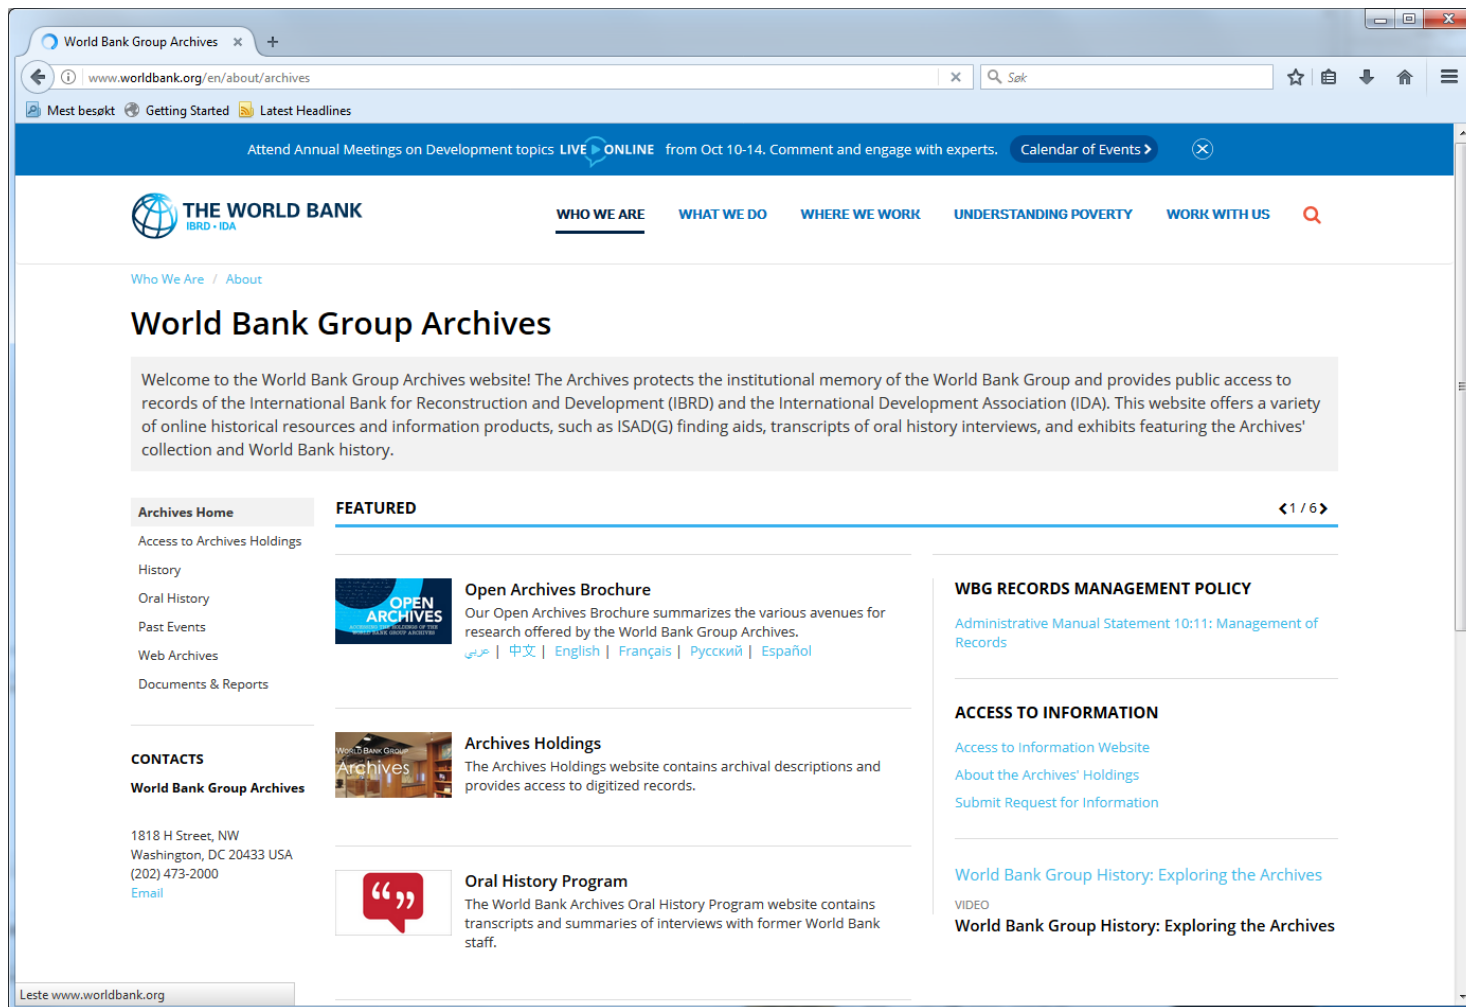 World Bank Group Archives
www.worldbank.org/en/about/archives
Søk
Mest besøkt
Getting Started
Latest Headlines
Attend Annual Meetings on Development topics LIVE ONLINE from Oct 10-14. Comment and engage with experts.
Calendar of Events
THE WORLD BANK
IBRD • IDA
WHO WE ARE
WHAT WE DO
WHERE WE WORK
UNDERSTANDING POVERTY
WORK WITH US
Who We Are / About
World Bank Group Archives
Welcome to the World Bank Group Archives website! The Archives protects the institutional memory of the World Bank Group and provides public access to
records of the International Bank for Reconstruction and Development (IBRD) and the International Development Association (IDA). This website offers a variety
of online historical resources and information products, such as ISAD(G) finding aids, transcripts of oral history interviews, and exhibits featuring the Archives'
collection and World Bank history.
Archives Home
Access to Archives Holdings
History
Oral History
Past Events
Web Archives
Documents & Reports
CONTACTS
World Bank Group Archives
1818 H Street, NW
Washington, DC 20433 USA
(202) 473-2000
Email
FEATURED
1 / 6
OPEN
ARCHIVES
ACCESSING THE HOLDINGS OF THE
WORLD BANK GROUP ARCHIVES
Open Archives Brochure
Our Open Archives Brochure summarizes the various avenues for
research offered by the World Bank Group Archives.
عربي | 中文 | English | Français | Русский | Español
World Bank Group
Archives
Archives Holdings
The Archives Holdings website contains archival descriptions and
provides access to digitized records.
Oral History Program
The World Bank Archives Oral History Program website contains
transcripts and summaries of interviews with former World Bank
staff.
WBG RECORDS MANAGEMENT POLICY
Administrative Manual Statement 10:11: Management of
Records
ACCESS TO INFORMATION
Access to Information Website
About the Archives' Holdings
Submit Request for Information
World Bank Group History: Exploring the Archives
VIDEO
World Bank Group History: Exploring the Archives
Leste www.worldbank.org